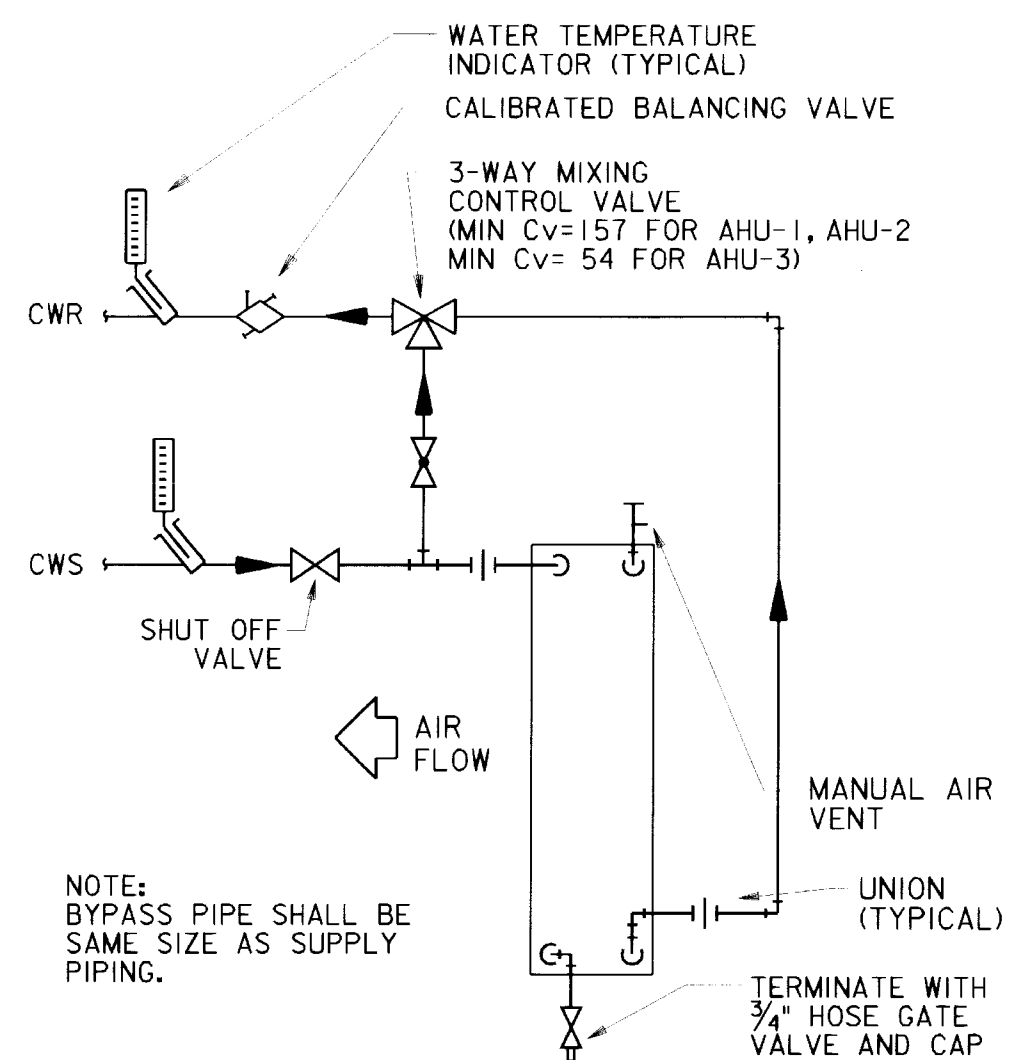 WATER TEMPERATURE
INDICATOR (TYPICAL)
CALIBRATED BALANCING VALVE
3-WAY MIXING
CONTROL VALVE
(MIN Cv=157 FOR AHU-1, AHU-2
MIN Cv= 54 FOR AHU-3)
CWR
CWS
SHUT OFF
VALVE
AIR
FLOW
MANUAL AIR
VENT
NOTE:
BYPASS PIPE SHALL BE
SAME SIZE AS SUPPLY
PIPING.
UNION
(TYPICAL)
TERMINATE WITH
3/4" HOSE GATE
VALVE AND CAP